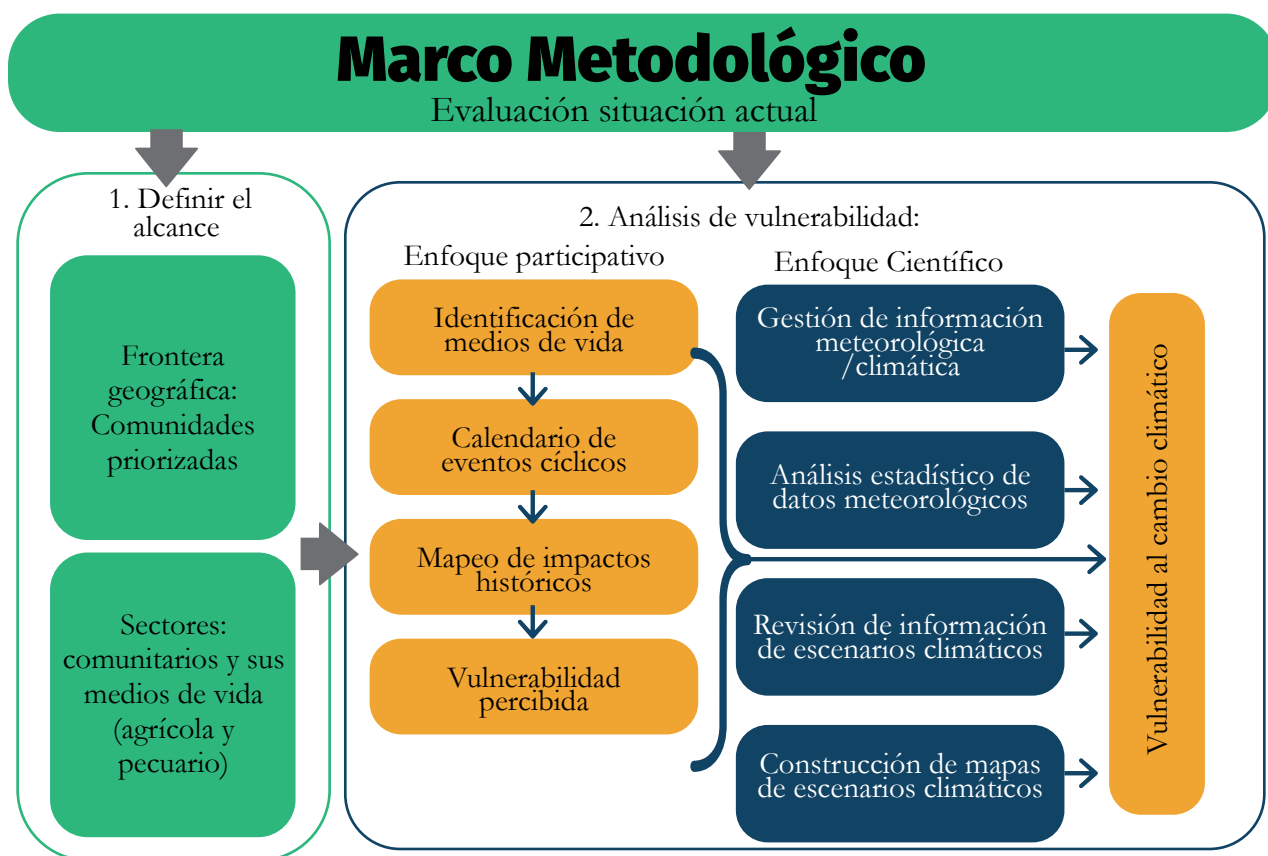 Marco Metodológico
Evaluación situación actual
1. Definir el
alcance
Frontera
geográfica:
Comunidades
priorizadas
Sectores:
comunitarios y sus
medios de vida
(agrícola y
pecuario)
2. Análisis de vulnerabilidad:
Enfoque participativo
Identificación de
medios de vida
Calendario de
eventos cíclicos
Mapeo de impactos
históricos
Vulnerabilidad
percibida
Enfoque Científico
Gestión de información
meteorológica
/climática
Análisis estadístico de
datos meteorológicos
Revisión de información
de escenarios climáticos
Construcción de mapas
de escenarios climáticos
Vulnerabilidad al cambio climático